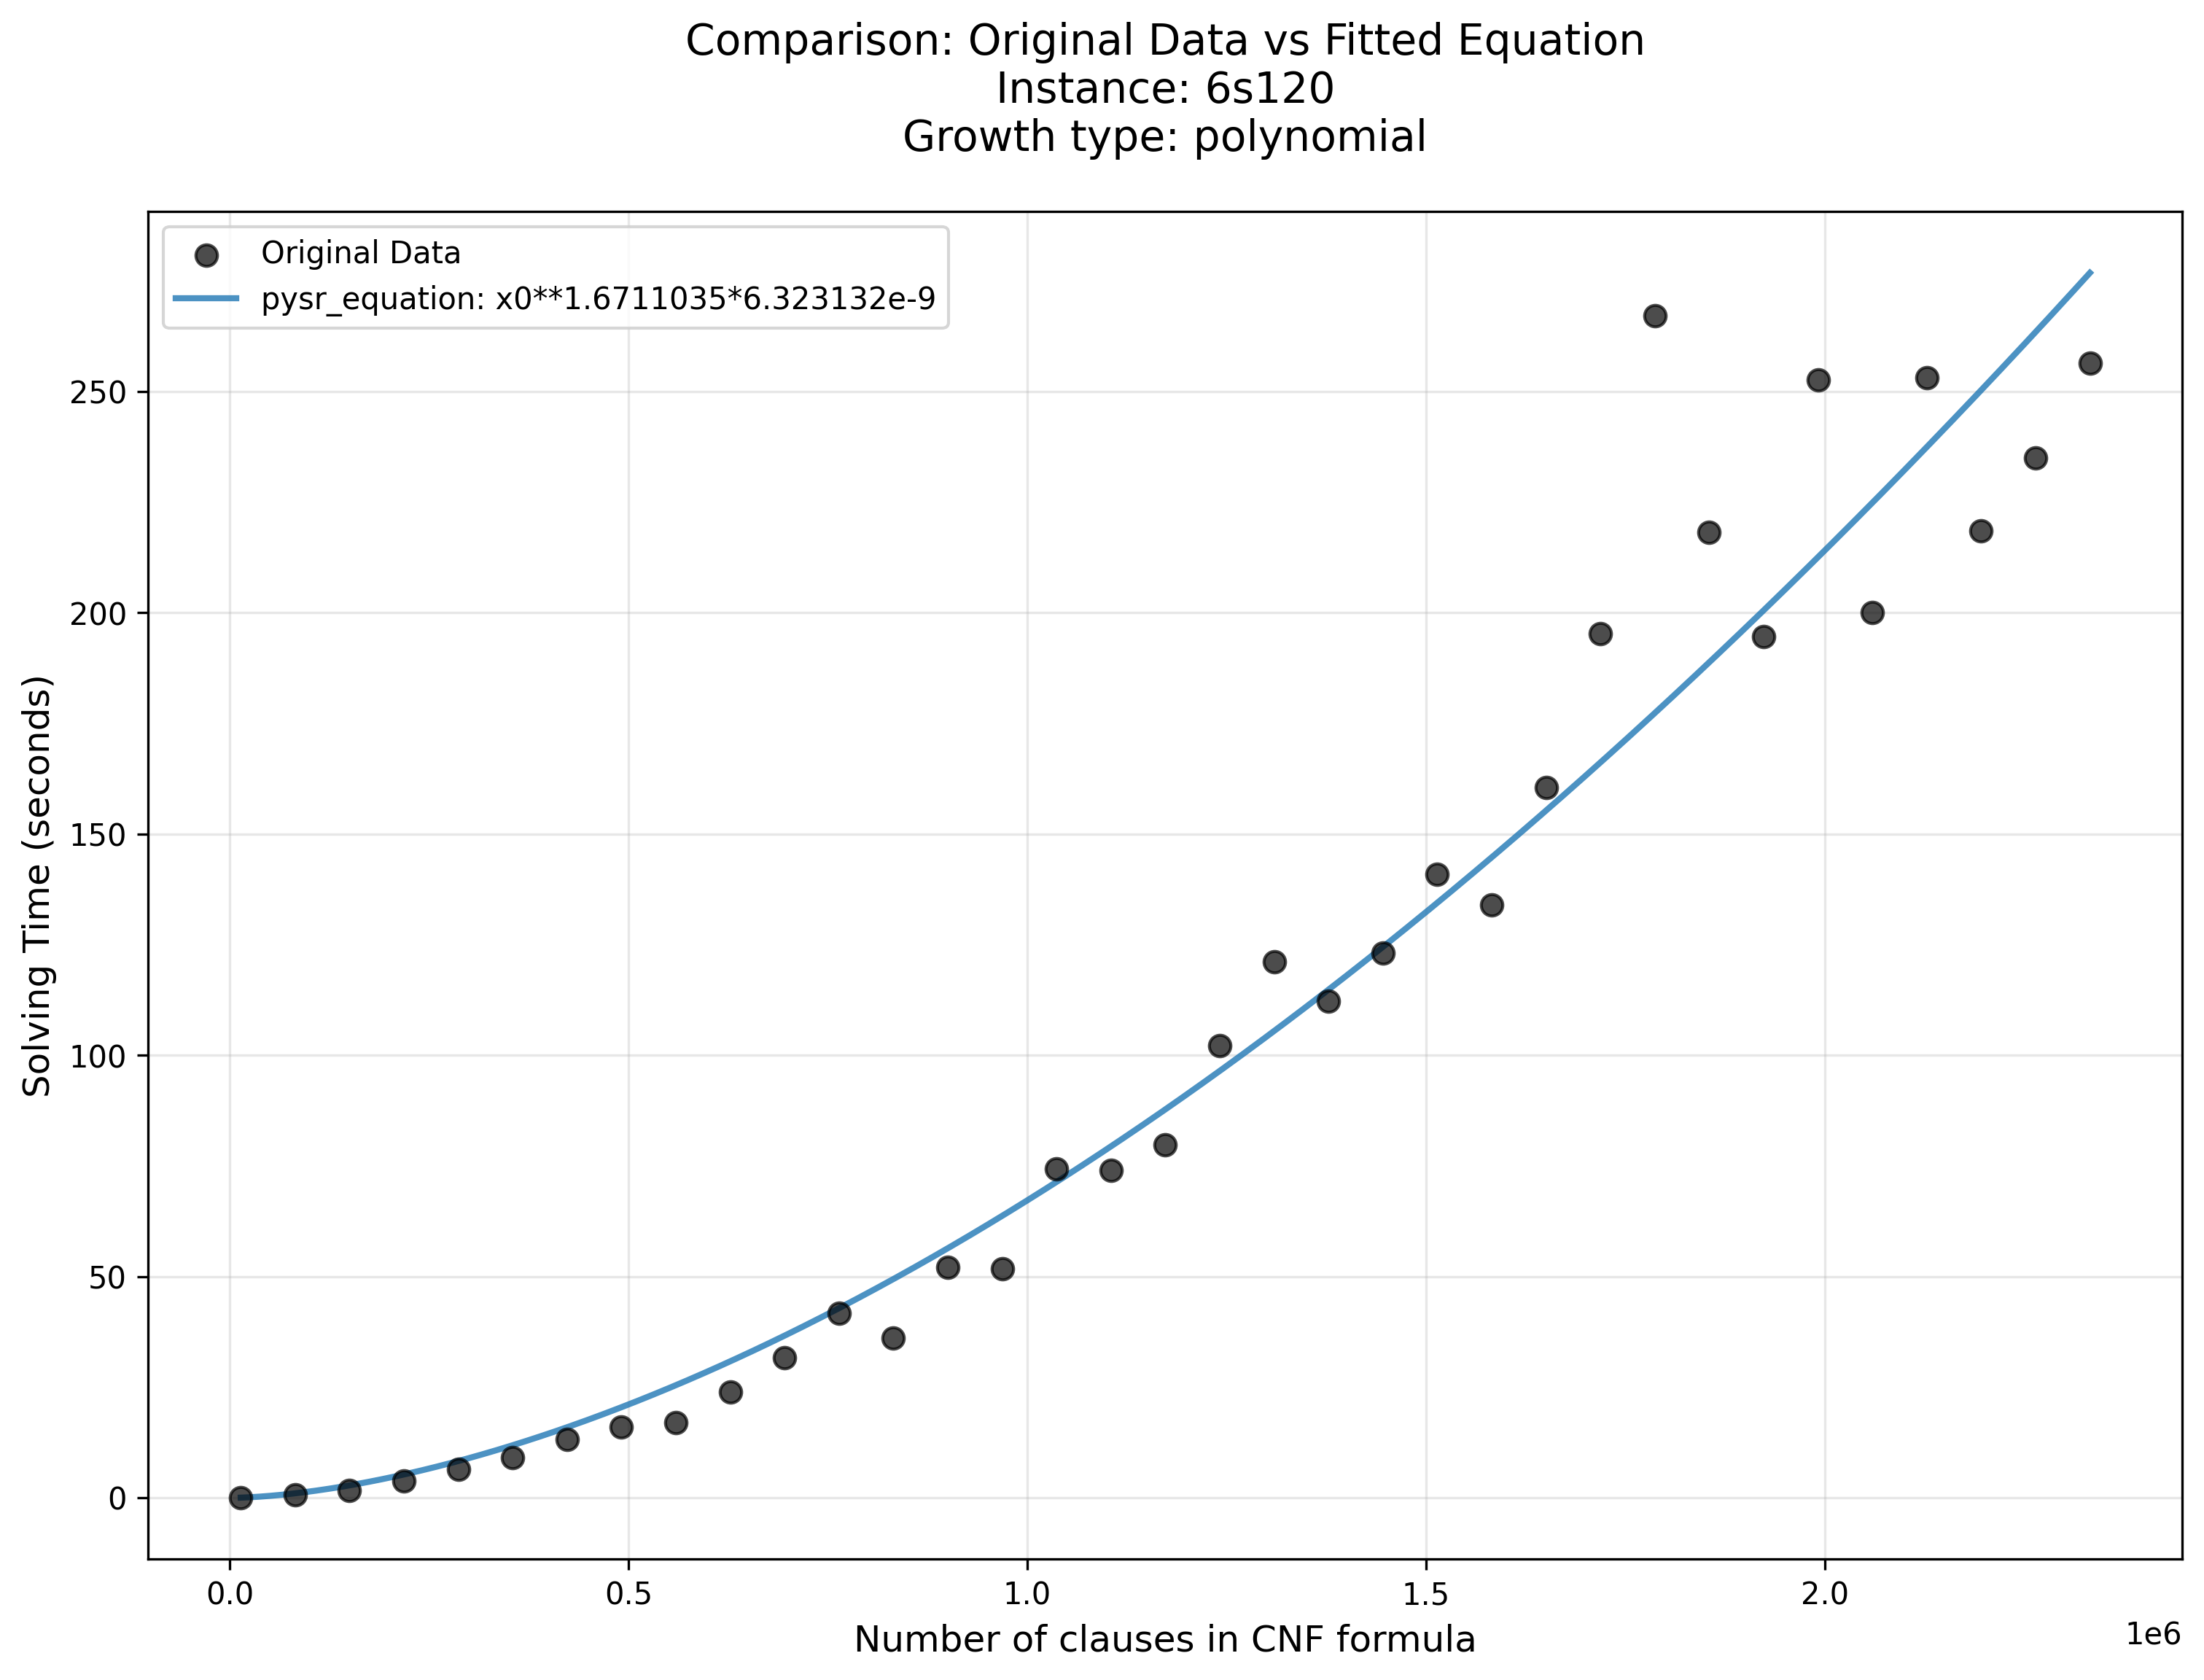 Comparison: Original Data vs Fitted Equation
Instance: 6s120
Growth type: polynomial
Original Data
pysr_equation: x0**1.6711035*6.323132e-9
Solving Time (seconds)
250
200
150
100
50
0
0.0 0.5 1.0 1.5 2.0
1e6
Number of clauses in CNF formula